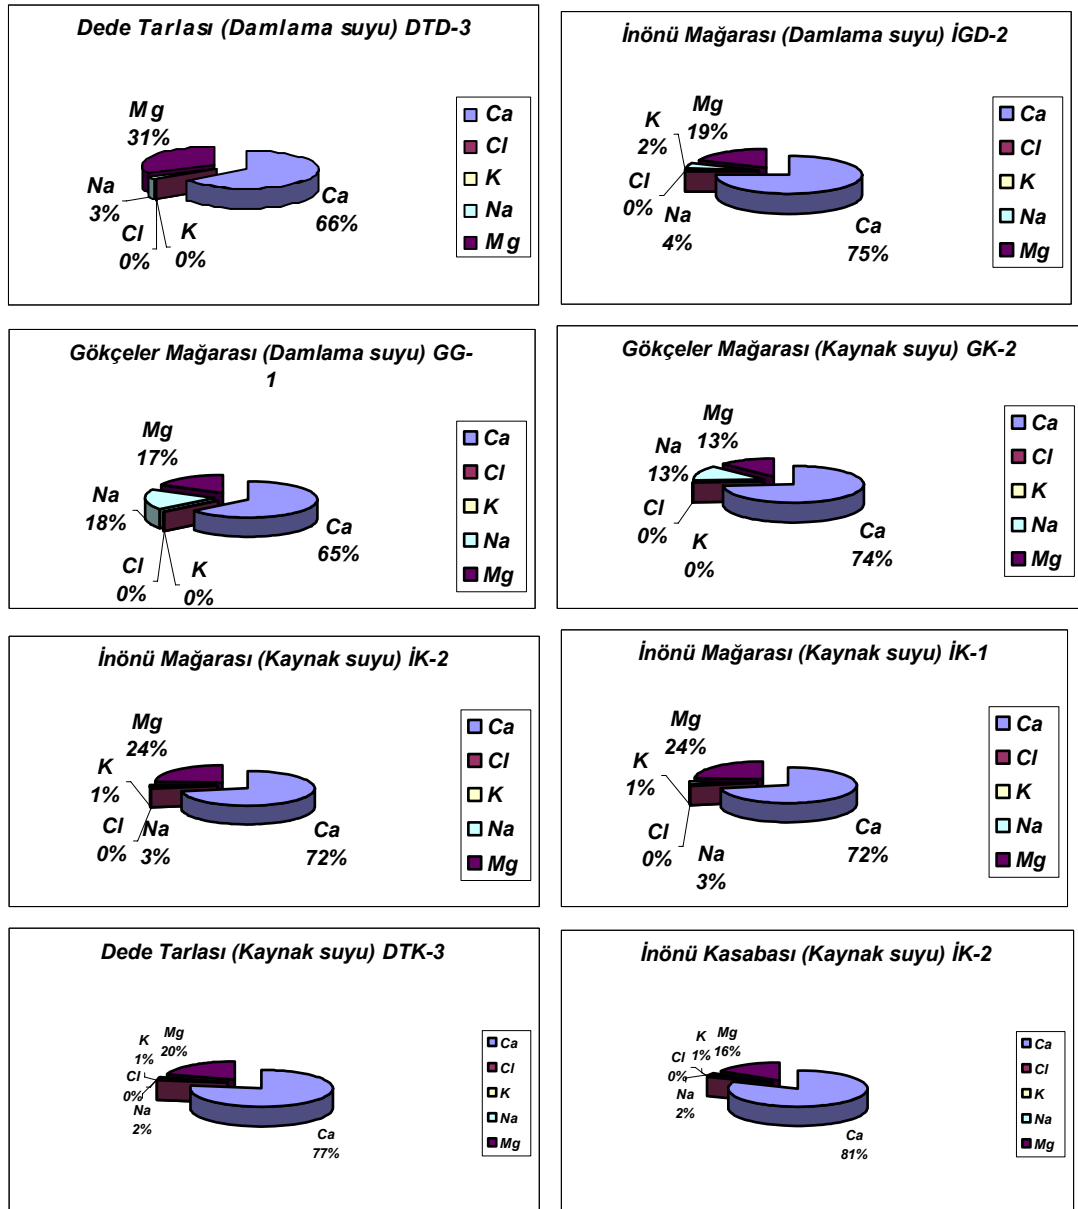 Dede Tarlası (Damlama suyu) DTD-3
Mg
31%
Na
3%
Cl
0%
K
0%
Ca
66%
Ca
Cl
K
Na
Mg
İnönü Mağarası (Damlama suyu) İGD-2
K
2%
Mg
19%
Cl
0%
Na
4%
Ca
75%
Ca
Cl
K
Na
Mg
Gökçeler Mağarası (Damlama suyu) GG-
1
Mg
17%
Na
18%
Cl
0%
K
0%
Ca
65%
Ca
Cl
K
Na
Mg
Gökçeler Mağarası (Kaynak suyu) GK-2
Mg
13%
Na
13%
Cl
0%
K
0%
Ca
74%
Ca
Cl
K
Na
Mg
İnönü Mağarası (Kaynak suyu) İK-2
Mg
24%
K
1%
Cl
0%
Na
3%
Ca
72%
Ca
Cl
K
Na
Mg
İnönü Mağarası (Kaynak suyu) İK-1
Mg
24%
K
1%
Cl
0%
Na
3%
Ca
72%
Ca
Cl
K
Na
Mg
Dede Tarlası (Kaynak suyu) DTK-3
K
1%
Mg
20%
Cl
0%
Na
2%
Ca
77%
Ca
Cl
K
Na
Mg
İnönü Kasabası (Kaynak suyu) İK-2
K
1%
Mg
16%
Cl
0%
Na
2%
Ca
81%
Ca
Cl
K
Na
Mg